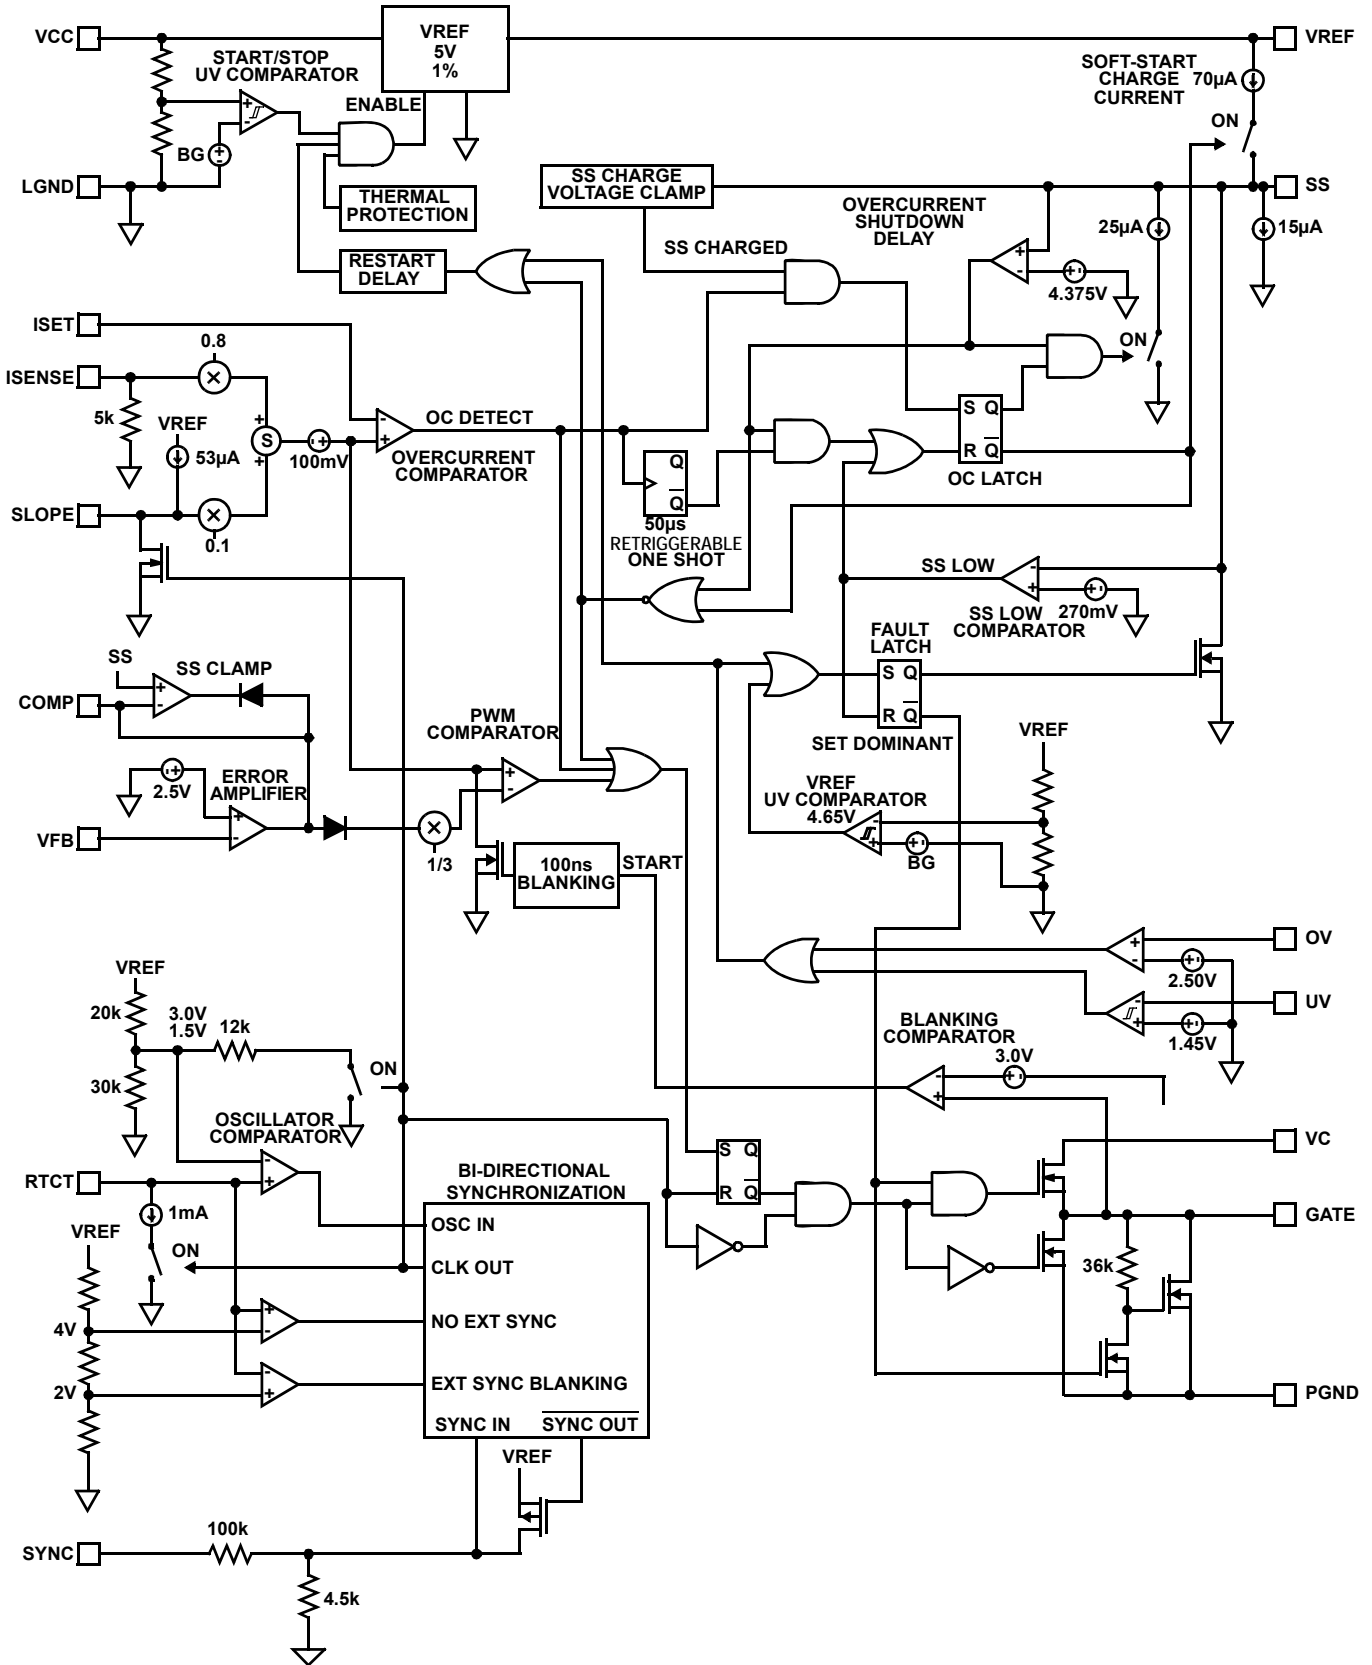 VCC
VREF
5V
1%
VREF
START/STOP
UV COMPARATOR
ENABLE
BG
LGND
THERMAL
PROTECTION
SOFT-START
CHARGE
CURRENT
70µA
ON
SS CHARGE
VOLTAGE CLAMP
SS
OVERCURRENT
SHUTDOWN
DELAY
25µA
15µA
RESTART
DELAY
SS CHARGED
+
-
4.375V
ISET
0.8
ISENSE
5k
VREF
53µA
S
100mV
OC DETECT
OVERCURRENT
COMPARATOR
ON
S Q
R Q
OC LATCH
SLOPE
0.1
Q
Q
50µs
RETRIGGERABLE
ONE SHOT
SS LOW
SS LOW
COMPARATOR
270mV
FAULT
LATCH
S Q
R Q
SET DOMINANT
SS
SS CLAMP
COMP
PWM
COMPARATOR
VREF
2.5V
ERROR
AMPLIFIER
VFB
1/3
VREF
UV COMPARATOR
4.65V
BG
100ns
BLANKING
START
OV
2.50V
UV
1.45V
VREF
20k
3.0V
1.5V
12k
30k
ON
OSCILLATOR
COMPARATOR
BLANKING
COMPARATOR
3.0V
VC
RTCT
1mA
VREF
ON
BI-DIRECTIONAL
SYNCHRONIZATION
OSC IN
CLK OUT
NO EXT SYNC
EXT SYNC BLANKING
SYNC IN
SYNC OUT
S Q
R Q
GATE
36k
4V
2V
PGND
VREF
100k
SYNC
4.5k